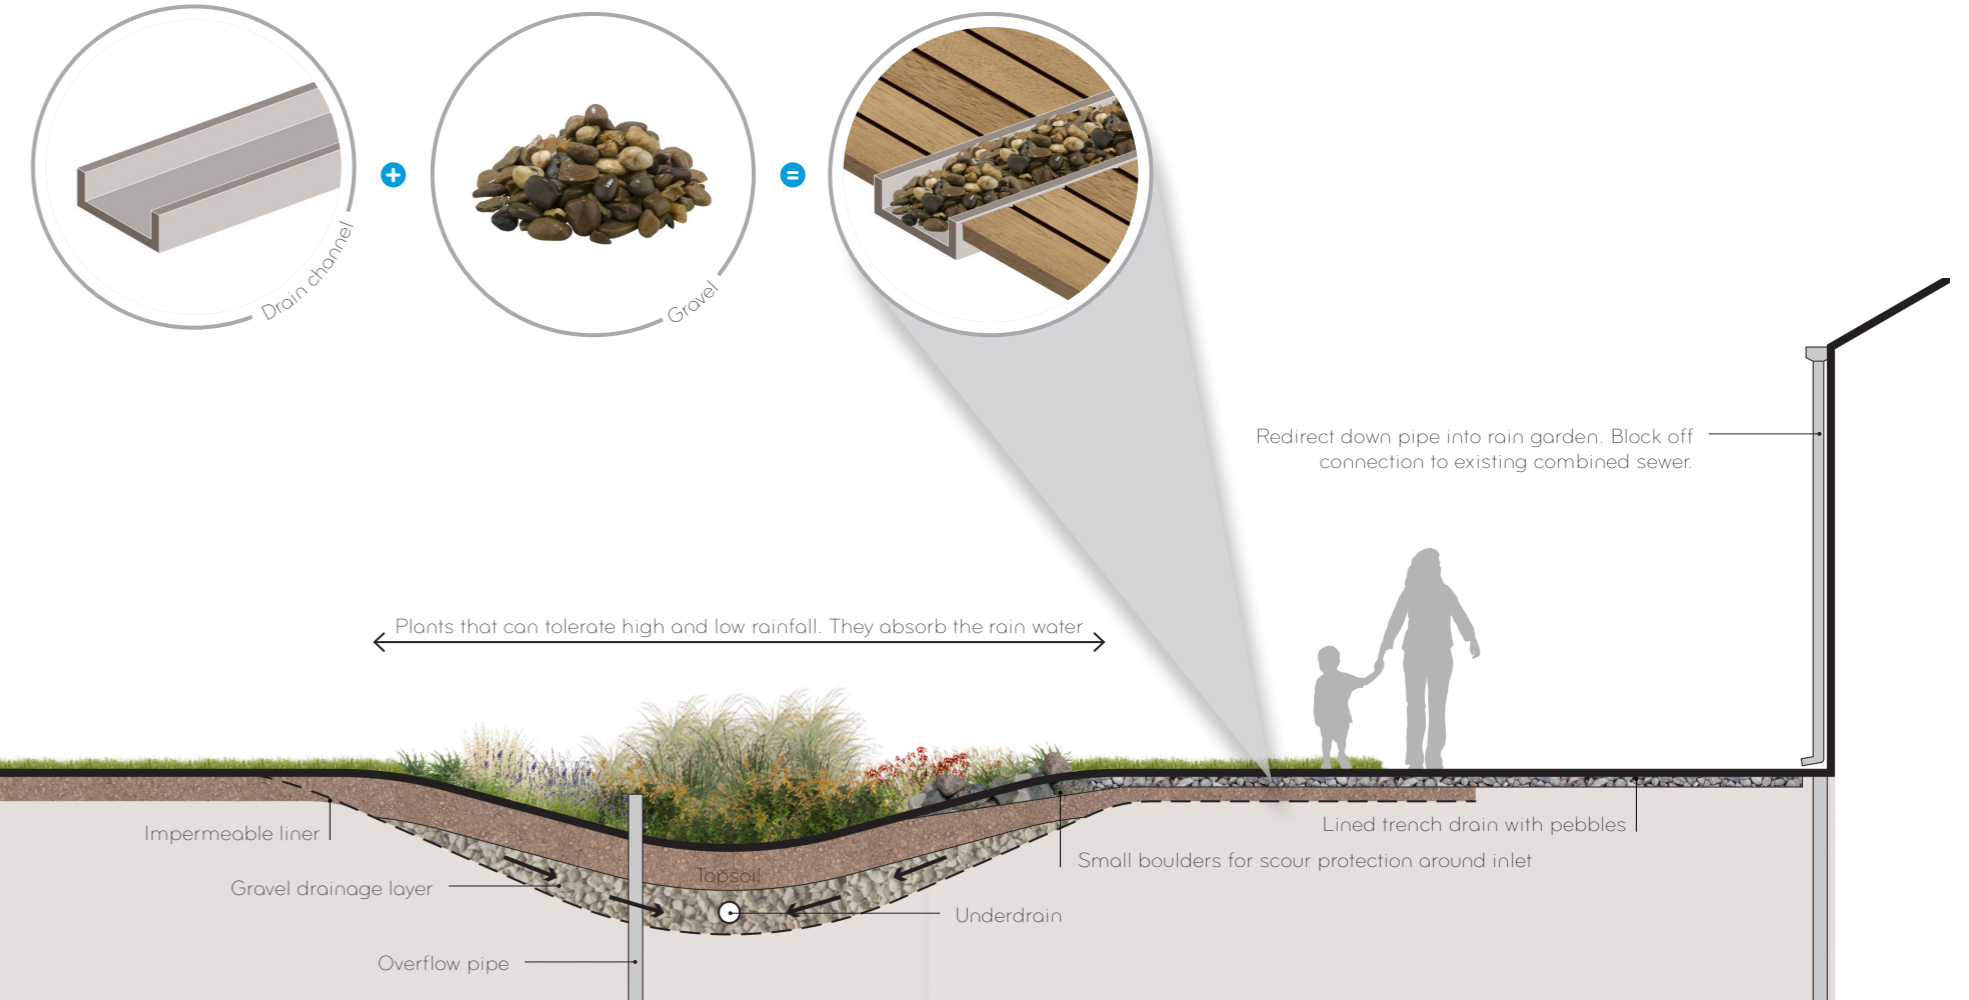 Drain channel
Gravel
Redirect down pipe into rain garden. Block off
connection to existing combined sewer.
Plants that can tolerate high and low rainfall. They absorb the rain water
Impermeable liner
Lined trench drain with pebbles
Small boulders for scour protection around inlet
Topsoil
Gravel drainage layer
Underdrain
Overflow pipe